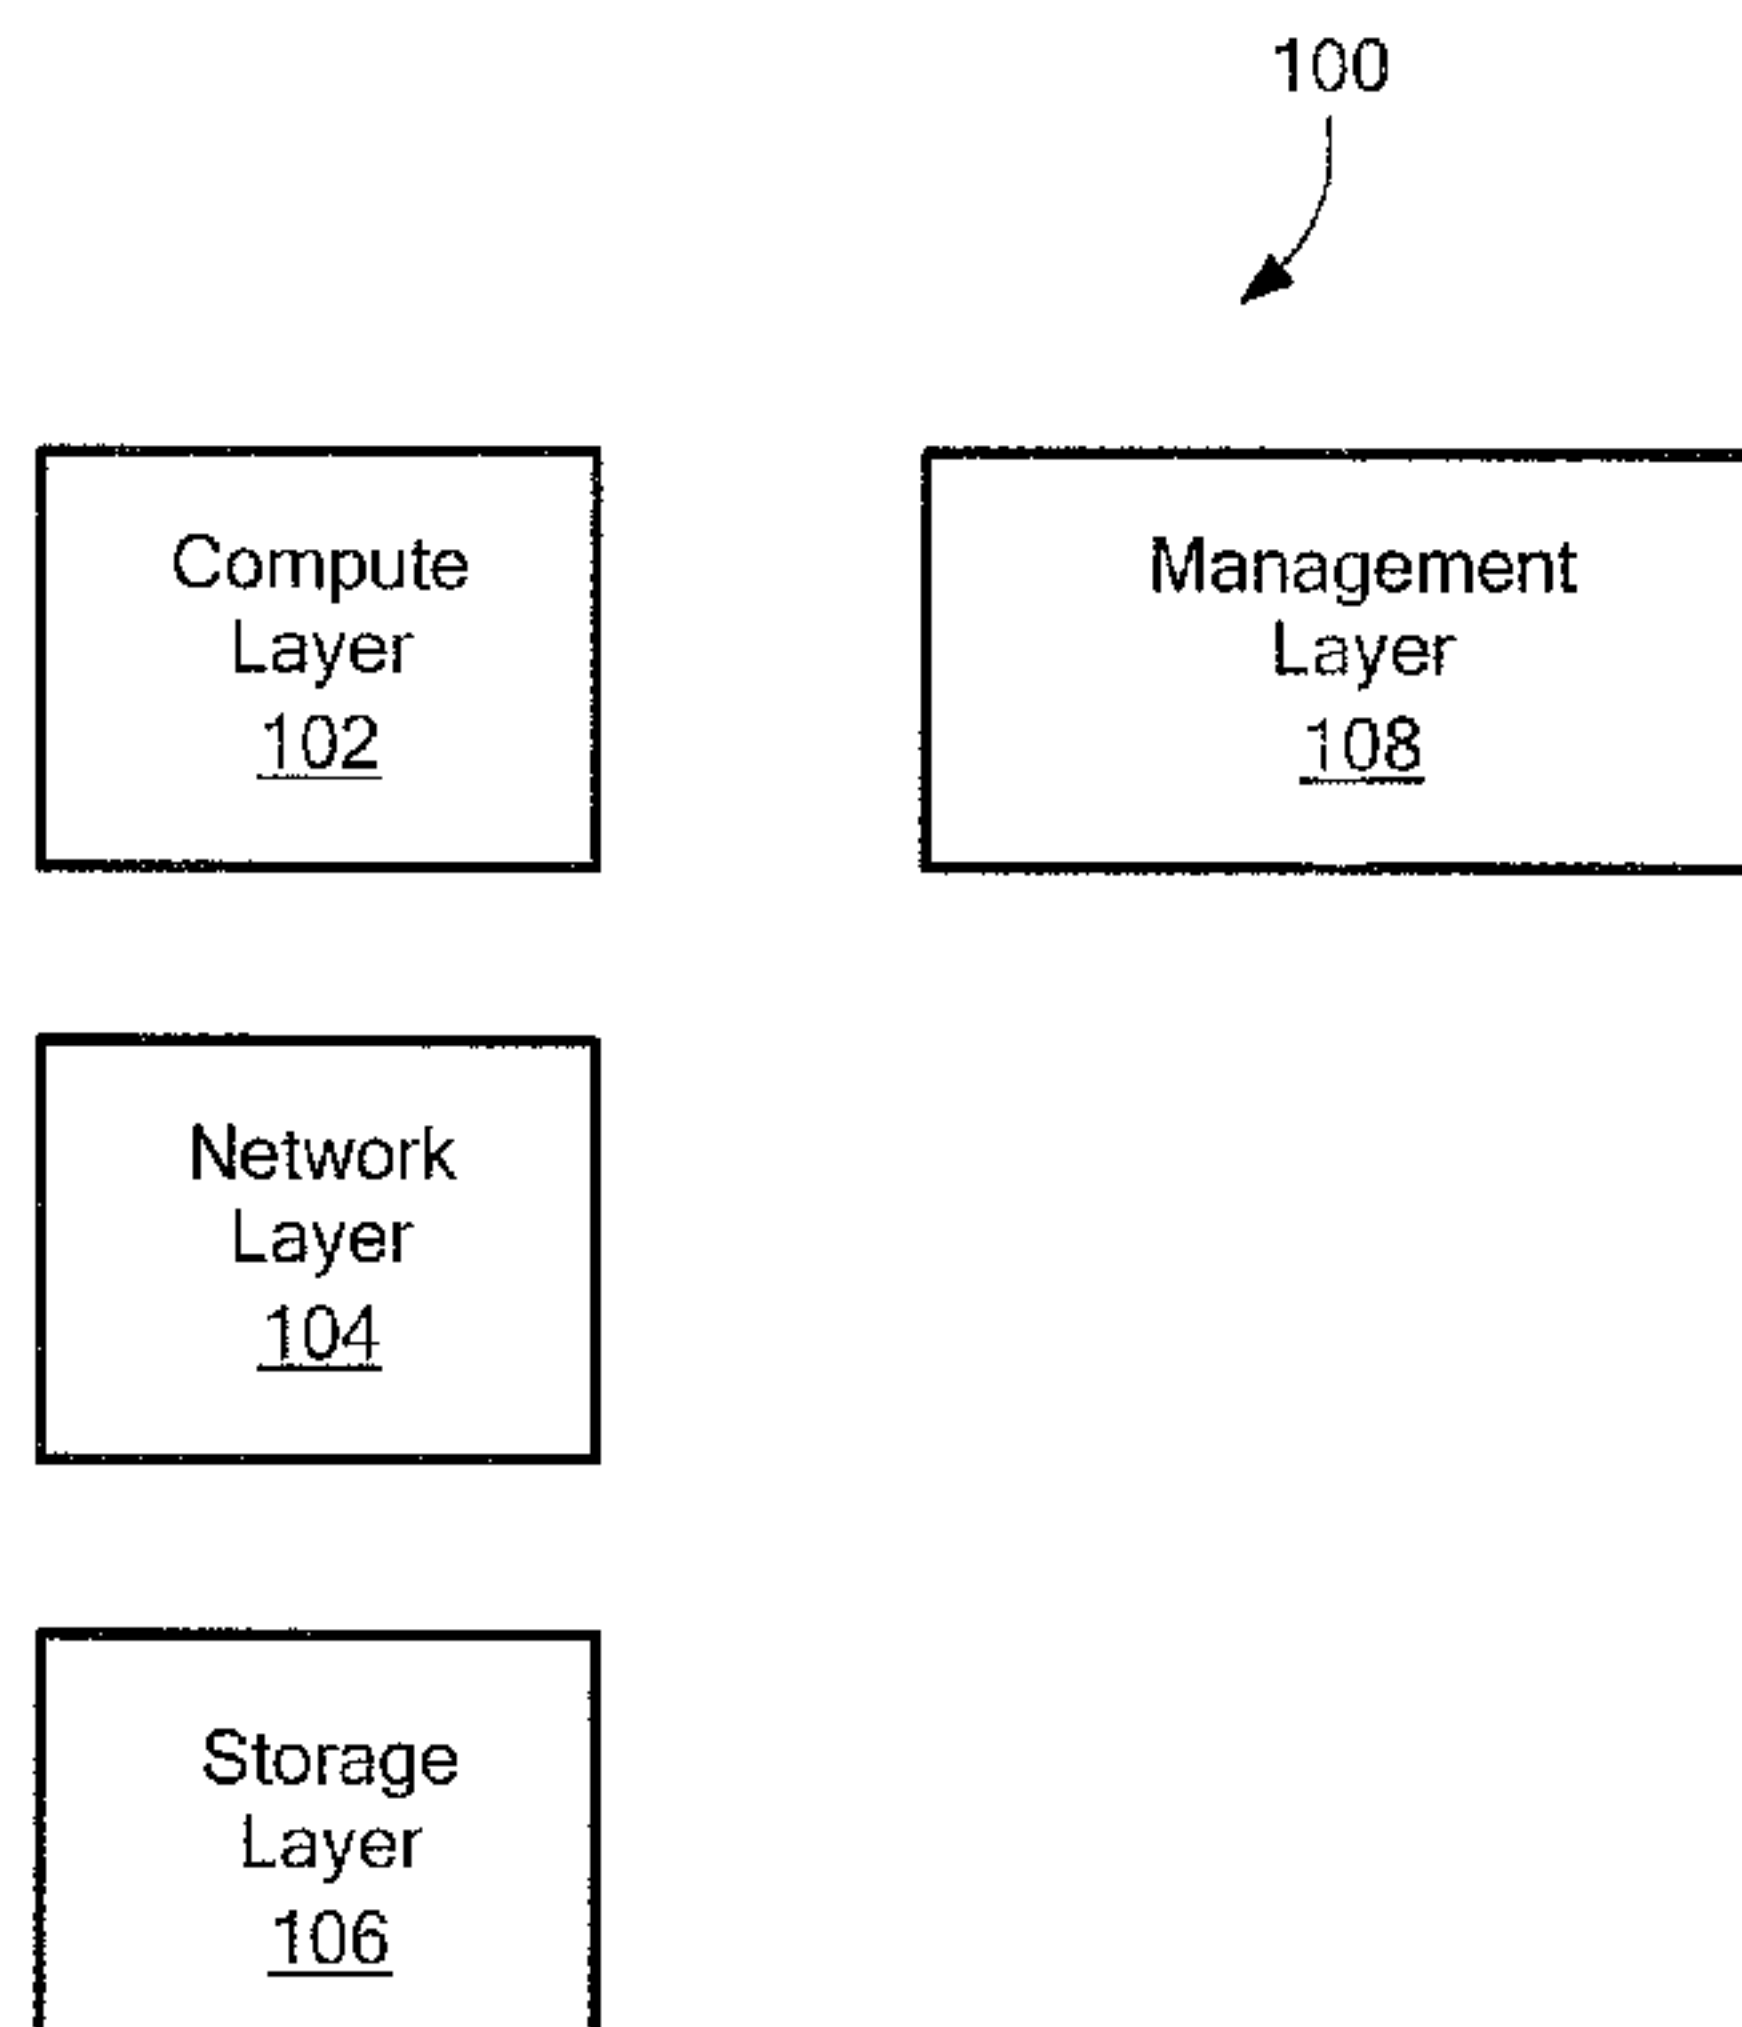 100
Compute
Layer
102
Management
Layer
108
Network
Layer
104
Storage
Layer
106